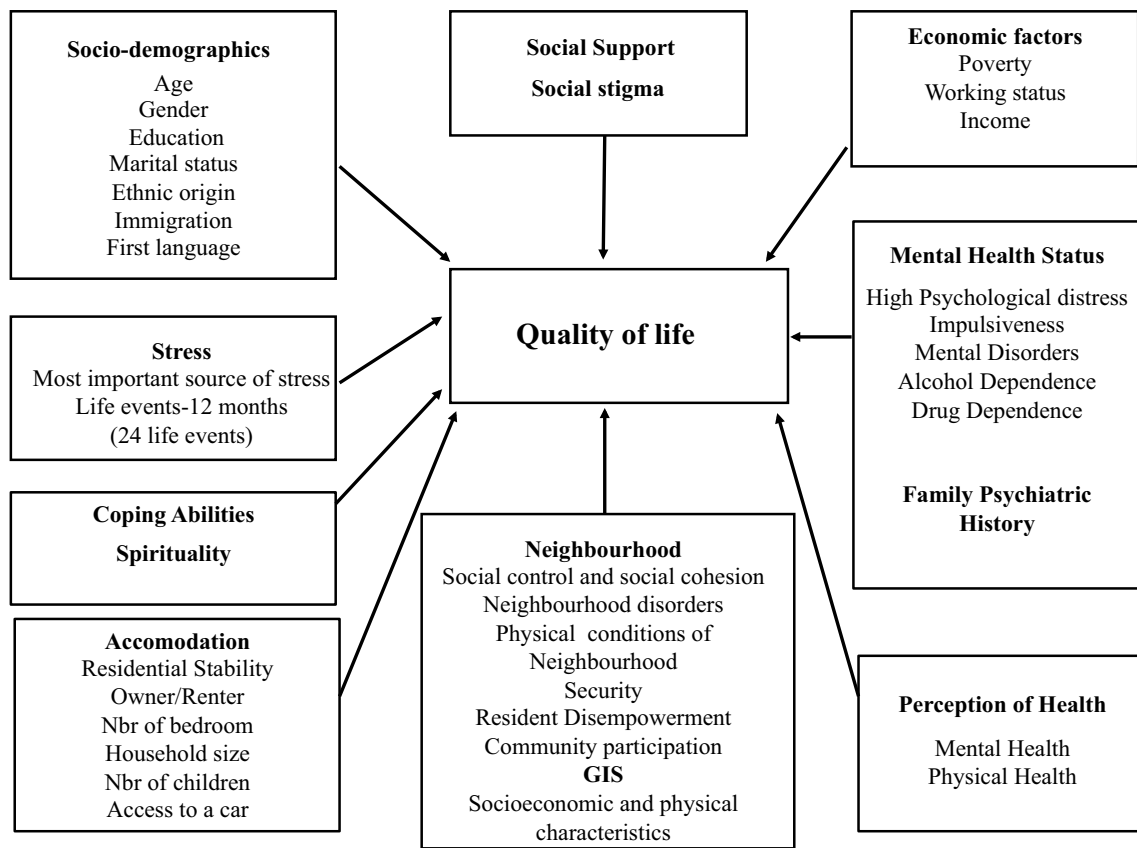 Socio-demographics
Age
Gender
Education
Marital status
Ethnic origin
Immigration
First language
Social Support
Social stigma
Economic factors
Poverty
Working status
Income
Quality of life
Mental Health Status
High Psychological distress
Impulsiveness
Mental Disorders
Alcohol Dependence
Drug Dependence
Family Psychiatric
History
Stress
Most important source of stress
Life events-12 months
(24 life events)
Coping Abilities
Spirituality
Accomodation
Residential Stability
Owner/Renter
Nbr of bedroom
Household size
Nbr of children
Access to a car
Neighbourhood
Social control and social cohesion
Neighbourhood disorders
Physical conditions of
Neighbourhood
Security
Resident Disempowerment
Community participation
GIS
Socioeconomic and physical
characteristics
Perception of Health
Mental Health
Physical Health